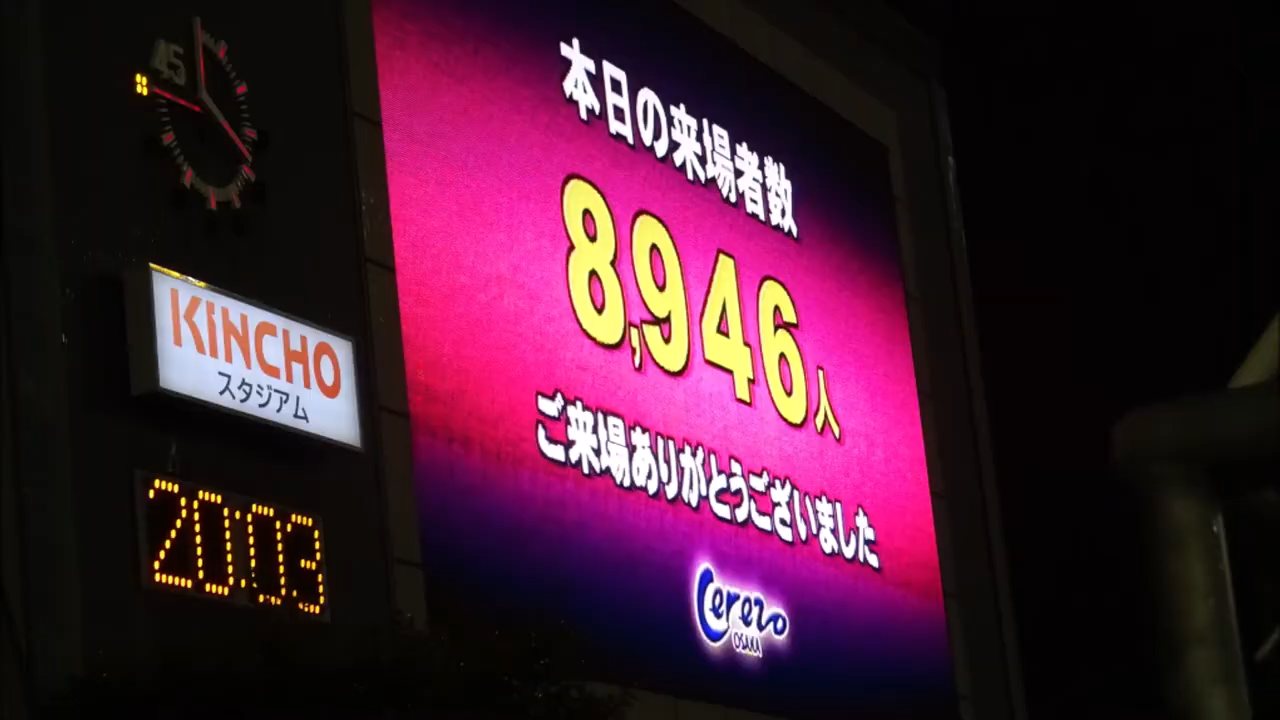 45
KINCHO
スタジアム
20:03
本日の来場者数
8,946人
ご来場ありがとうございました
Cerezo
OSAKA